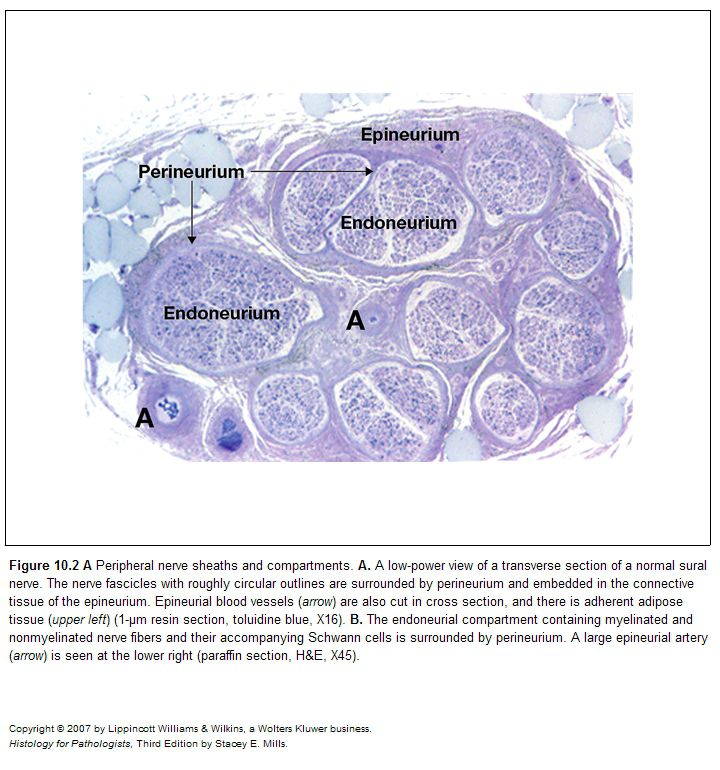 Epineurium
Perineurium
Endoneurium
Endoneurium
A
A
Figure 10.2 A Peripheral nerve sheaths and compartments. A. A low-power view of a transverse section of a normal sural
nerve. The nerve fascicles with roughly circular outlines are surrounded by perineurium and embedded in the connective
tissue of the epineurium. Epineurial blood vessels (arrow) are also cut in cross section, and there is adherent adipose
tissue (upper left) (1-µm resin section, toluidine blue, X16). B. The endoneurial compartment containing myelinated and
nonmyelinated nerve fibers and their accompanying Schwann cells is surrounded by perineurium. A large epineurial artery
(arrow) is seen at the lower right (paraffin section, H&E, X45).
Copyright © 2007 by Lippincott Williams & Wilkins, a Wolters Kluwer business.
Histology for Pathologists, Third Edition by Stacey E. Mills.